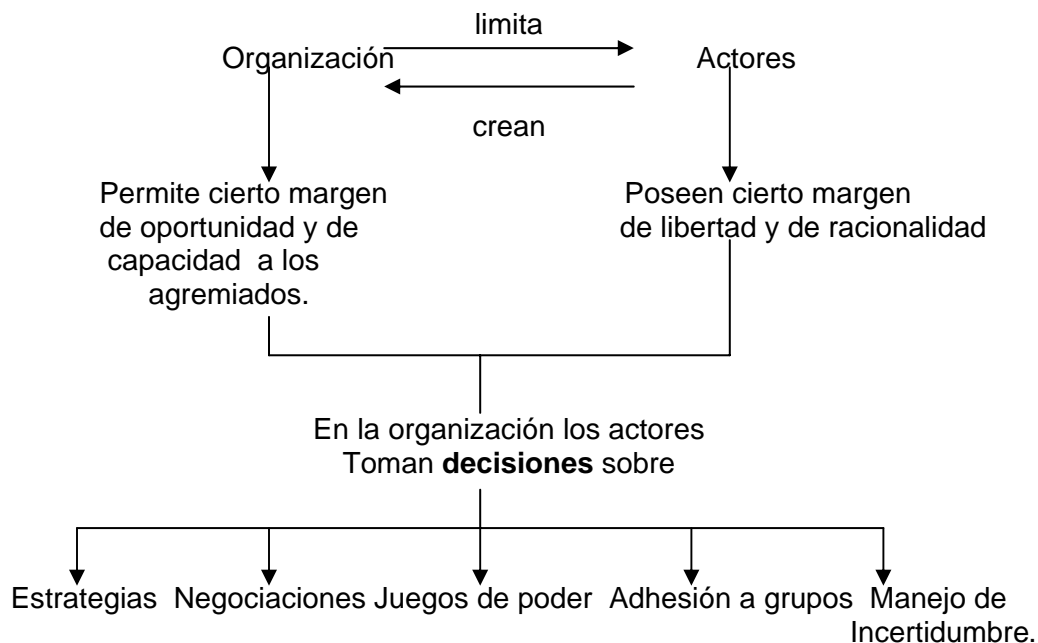 limita
Organización
Actores
crean
Permite cierto margen
de oportunidad y de
capacidad a los
agremiados.
Poseen cierto margen
de libertad y de racionalidad
En la organización los actores
Toman decisiones sobre
Estrategias
Negociaciones
Juegos de poder
Adhesión a grupos
Manejo de
Incertidumbre.